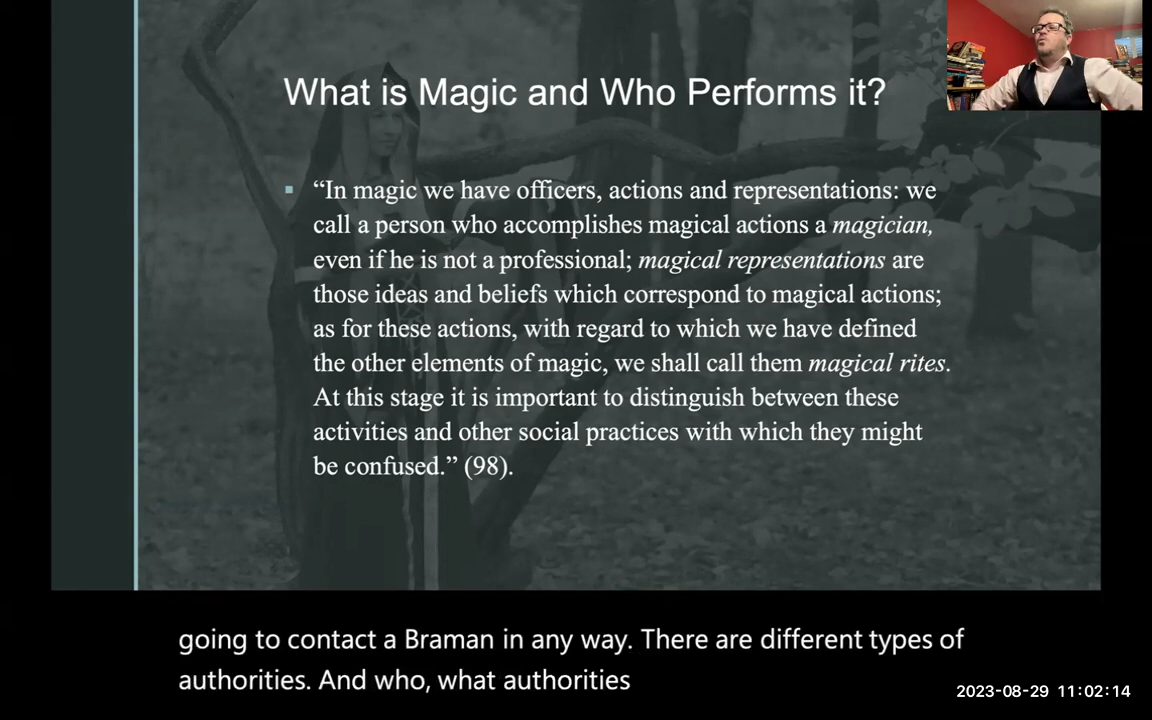 What is Magic and Who Performs it?
“In magic we have officers, actions and representations: we
call a person who accomplishes magical actions a magician,
even if he is not a professional; magical representations are
those ideas and beliefs which correspond to magical actions;
as for these actions, with regard to which we have defined
the other elements of magic, we shall call them magical rites.
At this stage it is important to distinguish between these
activities and other social practices with which they might
be confused.” (98).
going to contact a Braman in any way. There are different types of
authorities. And who, what authorities
2023-08-29 11:02:14